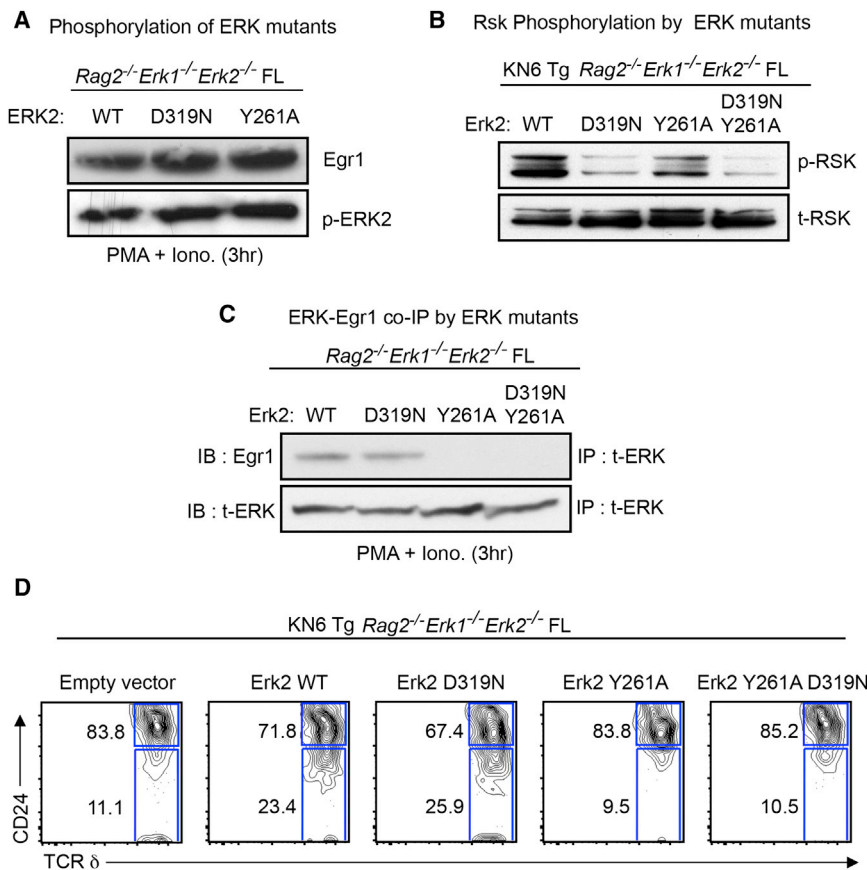 A Phosphorylation of ERK mutants
Rag2-/-Erk1-/-Erk2-/- FL
ERK2: WT D319N Y261A
Egr1
p-ERK2
PMA + Iono. (3hr)
B Rsk Phosphorylation by ERK mutants
KN6 Tg Rag2-/-Erk1-/-Erk2-/- FL
D319N
Erk2: WT D319N Y261A Y261A
p-RSK
t-RSK
C ERK-Egr1 co-IP by ERK mutants
Rag2-/-Erk1-/-Erk2-/- FL
D319N
Erk2: WT D319N Y261A Y261A
IB : Egr1 IP : t-ERK
IB : t-ERK IP : t-ERK
PMA + Iono. (3hr)
D
KN6 Tg Rag2-/-Erk1-/-Erk2-/- FL
Empty vector Erk2 WT Erk2 D319N Erk2 Y261A Erk2 Y261A D319N
83.8 71.8 67.4 83.8 85.2
11.1 23.4 25.9 9.5 10.5
CD24
TCR δ